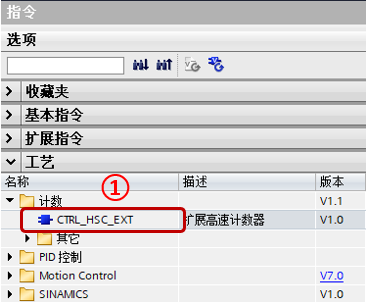 指令
选项
收藏夹
基本指令
扩展指令
工艺
名称 描述 版本
①
计数 V1.1
CTRL_HSC_EXT 扩展高速计数器 V1.0
其它
PID 控制
Motion Control V7.0
SINAMICS V1.0